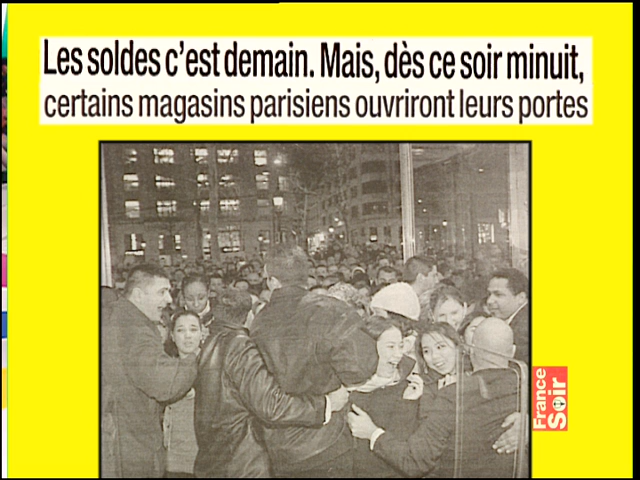 Les soldes c'est demain. Mais, dès ce soir minuit,
certains magasins parisiens ouvriront leurs portes
France
Soir